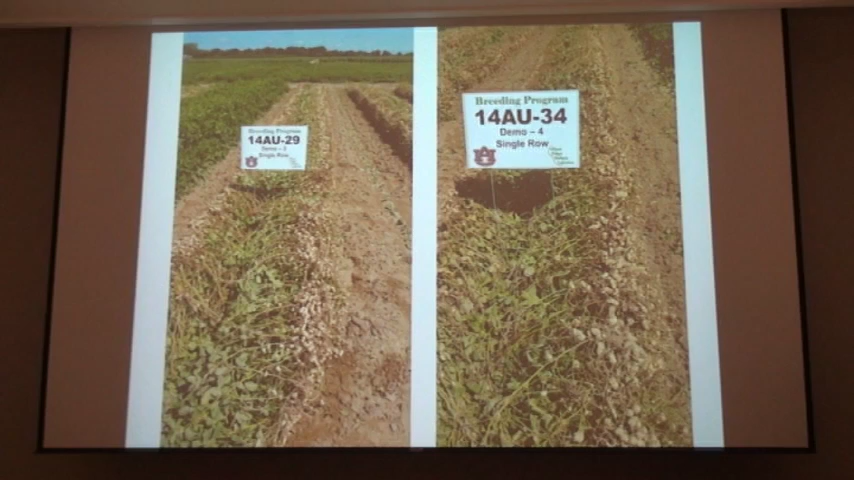 Breeding Program
14AU-29
Demo – 3
Single Row
Breeding Program
14AU-34
Demo – 4
Single Row